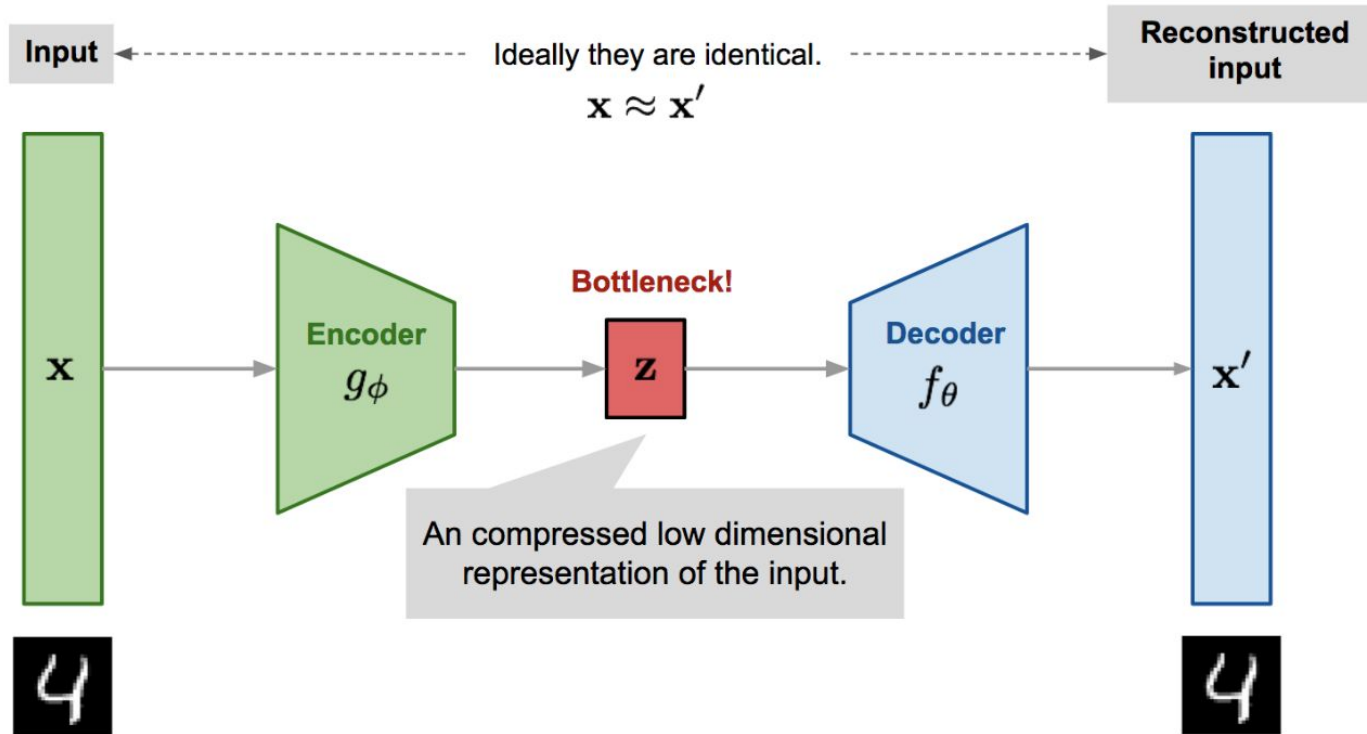 Input
Ideally they are identical.
x ≈ x′
Reconstructed
input
Bottleneck!
x
Encoder
gϕ
z
Decoder
fθ
x′
An compressed low dimensional
representation of the input.
4
4